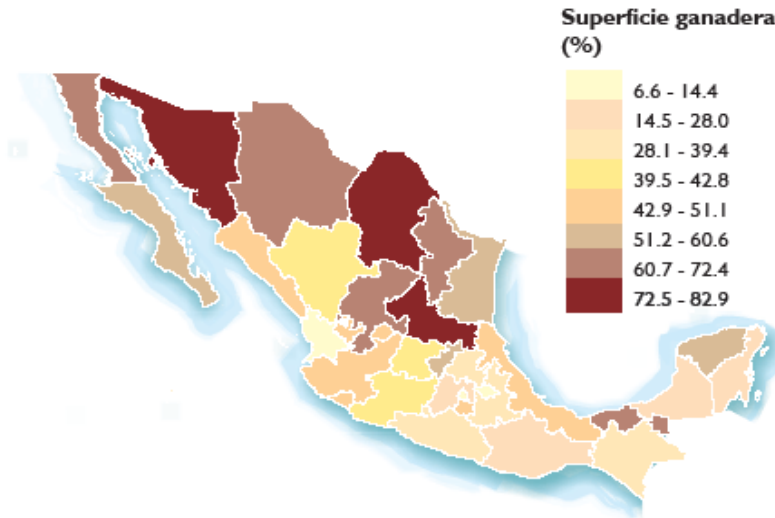 Superficie ganadera
(%)
6.6 - 14.4
14.5 - 28.0
28.1 - 39.4
39.5 - 42.8
42.9 - 51.1
51.2 - 60.6
60.7 - 72.4
72.5 - 82.9